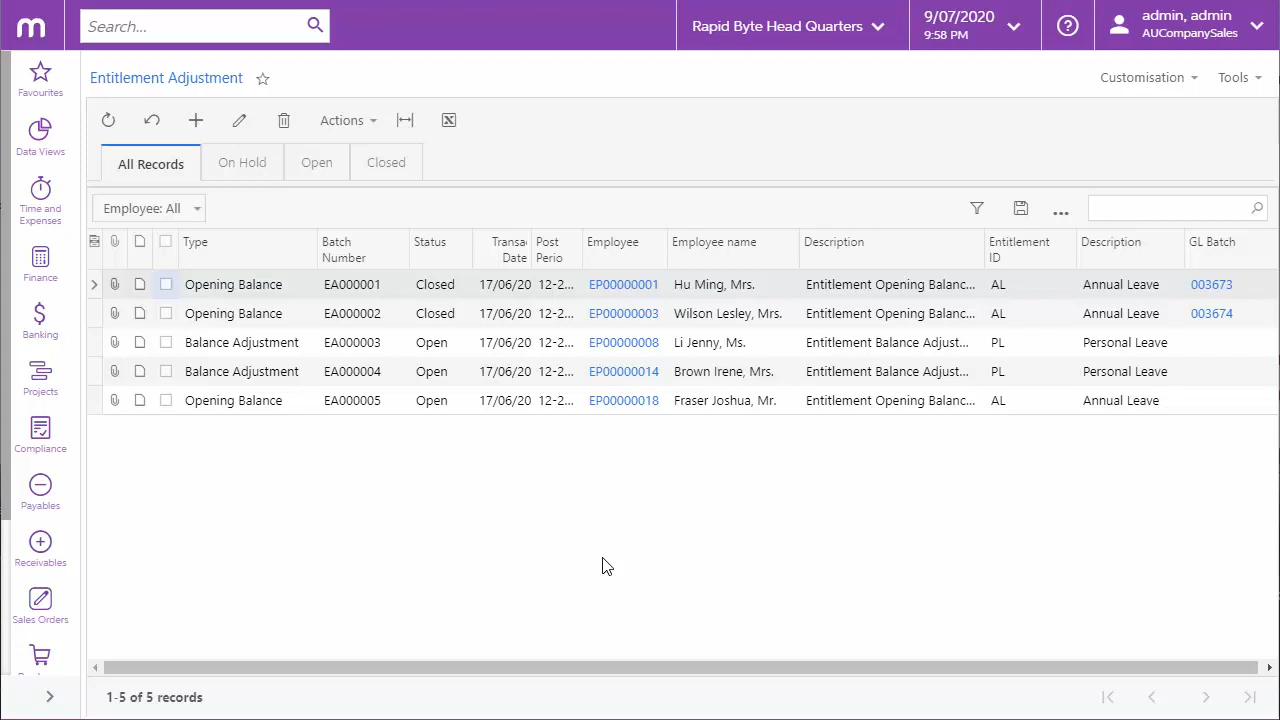 m
Search...
Rapid Byte Head Quarters
9/07/2020
9:58 PM
admin, admin
AUCompanySales
Favourites
Data Views
Time and
Expenses
Finance
Banking
Projects
Compliance
Payables
Receivables
Sales Orders
Entitlement Adjustment
Customisation
Tools
Actions
All Records
On Hold
Open
Closed
Employee: All
Type Batch Number Status Transa Date Post Perio Employee Employee name Description Entitlement ID Description GL Batch
Opening Balance EA000001 Closed 17/06/20 12-2... EP00000001 Hu Ming, Mrs. Entitlement Opening Balanc... AL Annual Leave 003673
Opening Balance EA000002 Closed 17/06/20 12-2... EP00000003 Wilson Lesley, Mrs. Entitlement Opening Balanc... AL Annual Leave 003674
Balance Adjustment EA000003 Open 17/06/20 12-2... EP00000008 Li Jenny, Ms. Entitlement Balance Adjust... PL Personal Leave
Balance Adjustment EA000004 Open 17/06/20 12-2... EP00000014 Brown Irene, Mrs. Entitlement Balance Adjust... PL Personal Leave
Opening Balance EA000005 Open 17/06/20 12-2... EP00000018 Fraser Joshua, Mr. Entitlement Opening Balanc... AL Annual Leave
1-5 of 5 records